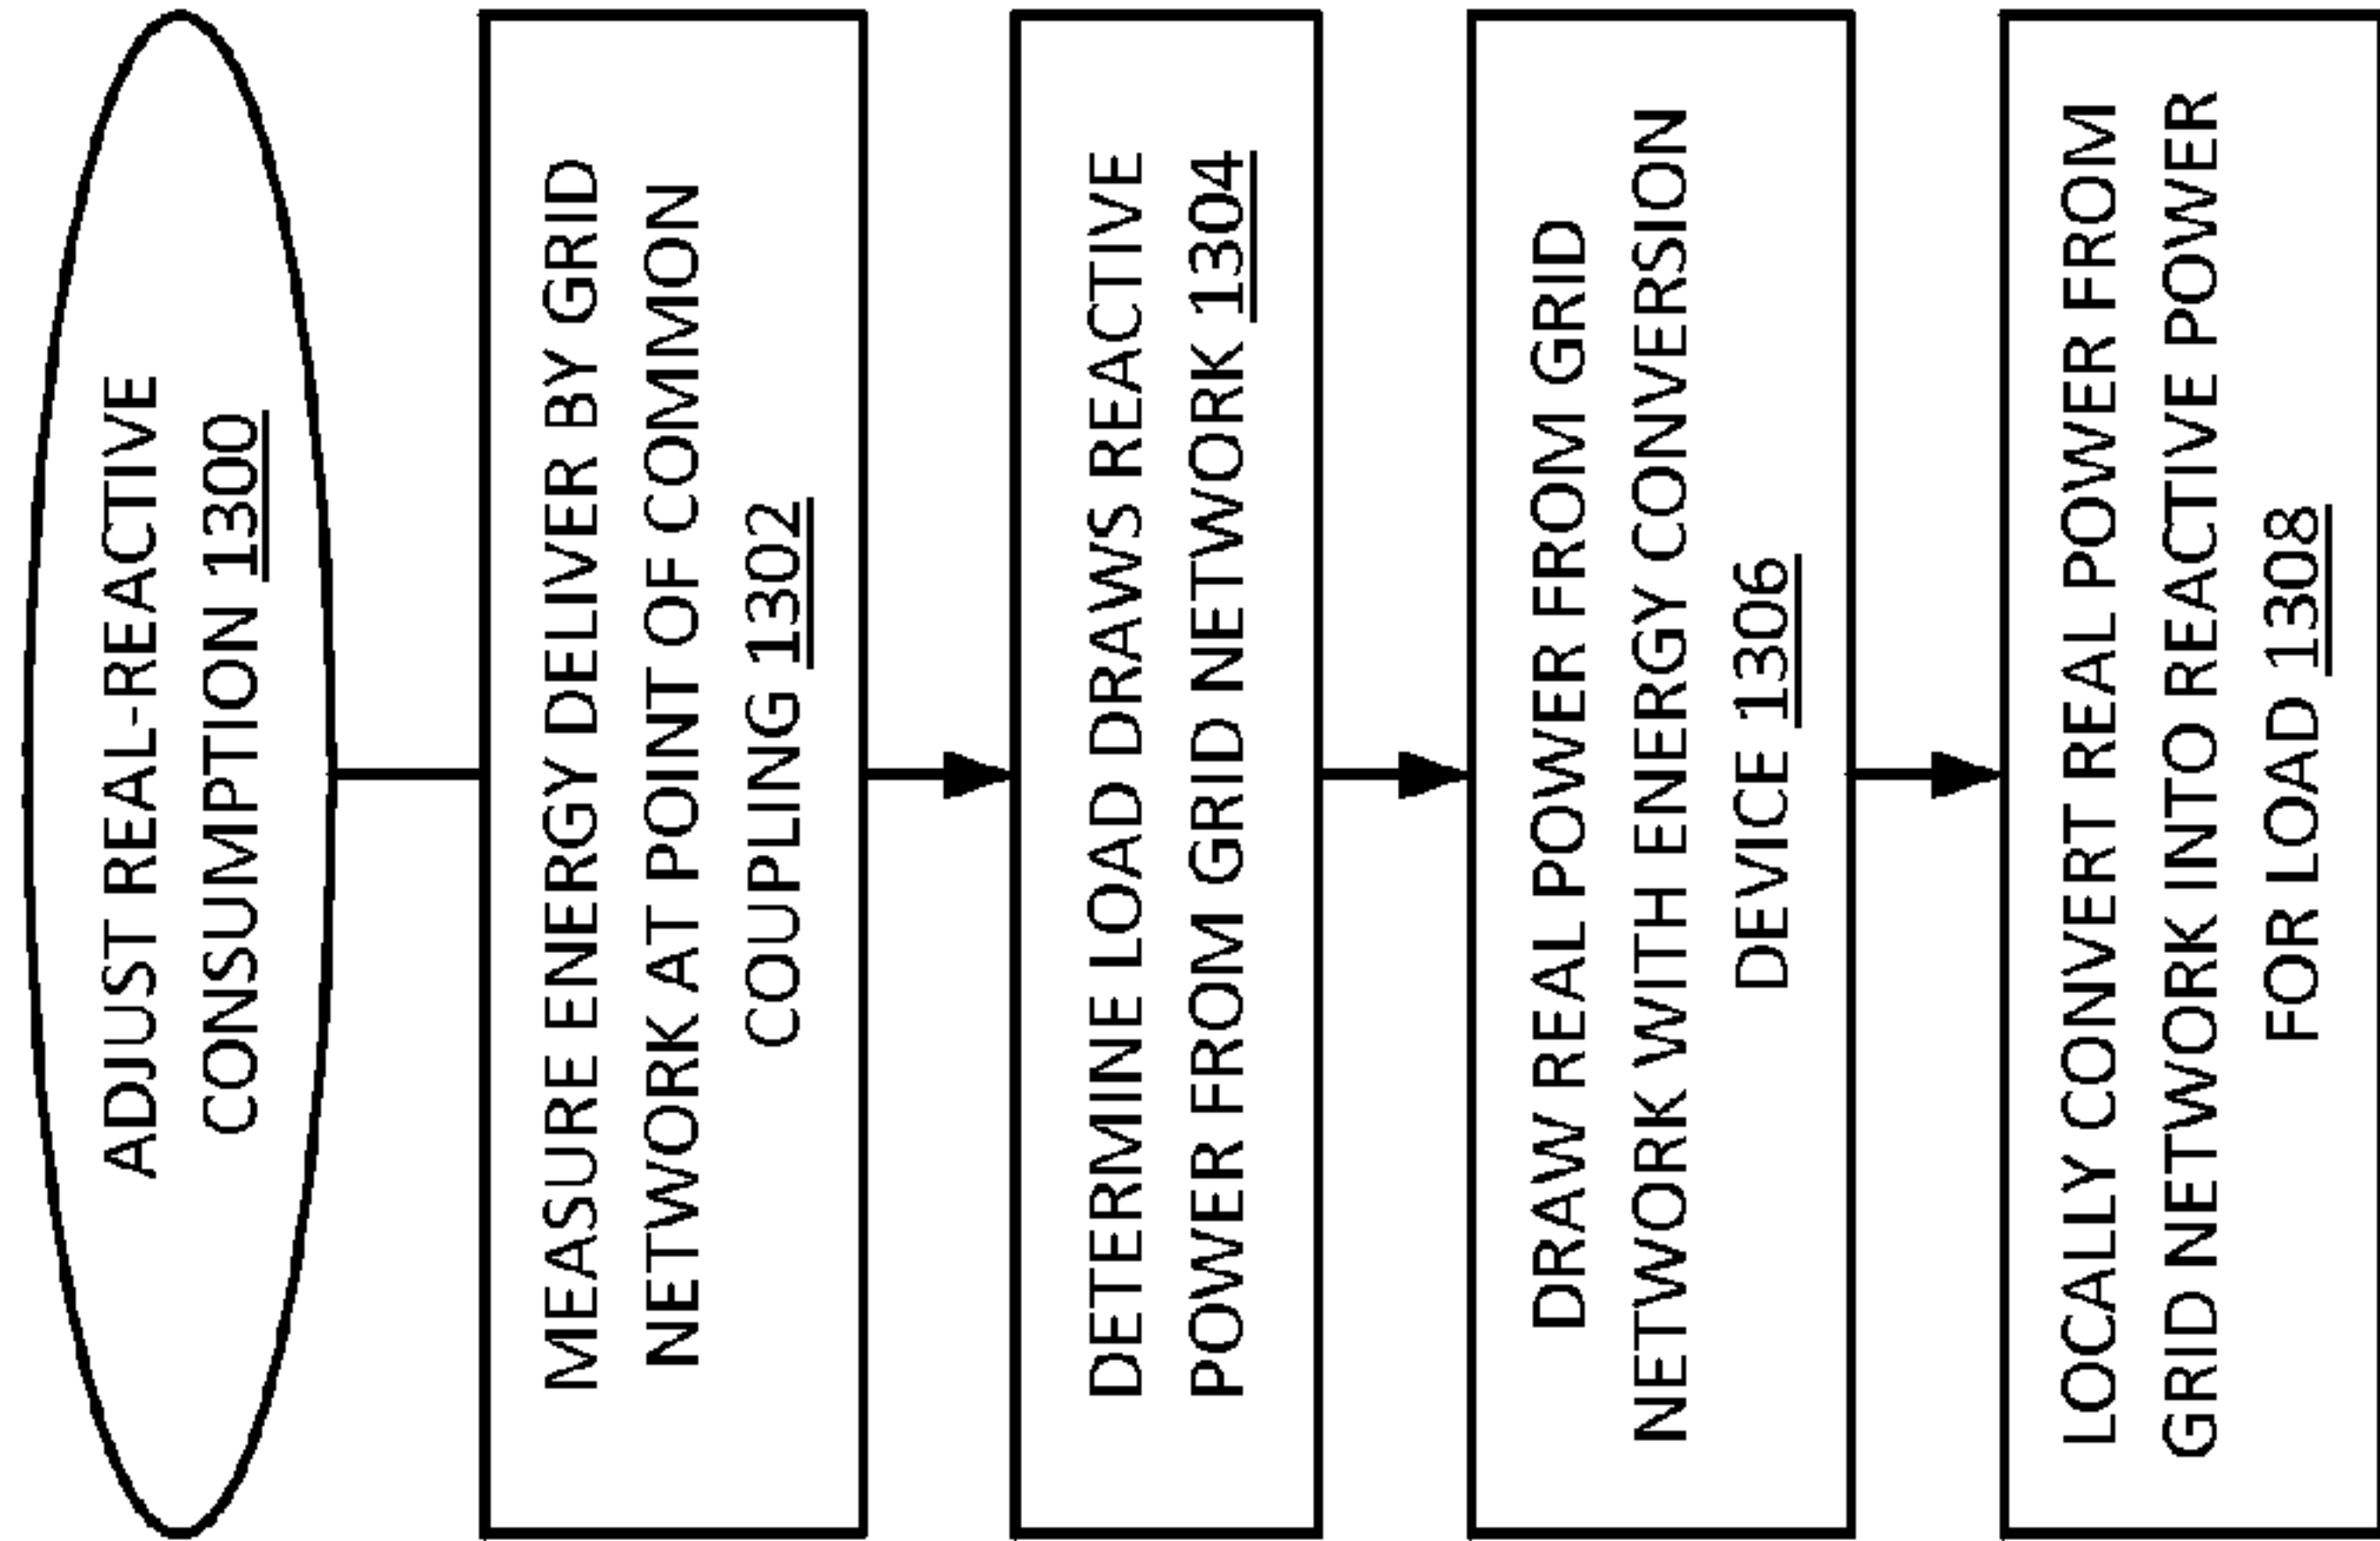 ADJUST REAL-REACTIVE
CONSUMPTION 1300
MEASURE ENERGY DELIVER BY GRID
NETWORK AT POINT OF COMMON
COUPLING 1302
DETERMINE LOAD DRAWS REACTIVE
POWER FROM GRID NETWORK 1304
DRAW REAL POWER FROM GRID
NETWORK WITH ENERGY CONVERSION
DEVICE 1306
LOCALLY CONVERT REAL POWER FROM
GRID NETWORK INTO REACTIVE POWER
FOR LOAD 1308